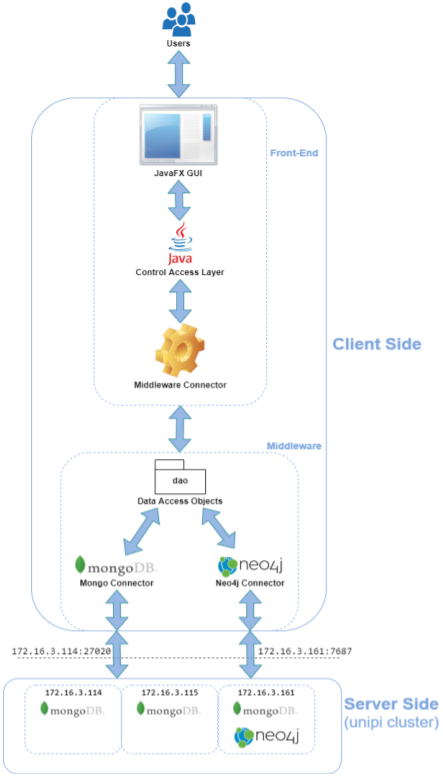 Users
Front-End
JavaFX GUI
Java
Control Access Layer
Client Side
Middleware Connector
Middleware
dao
Data Access Objects
mongoDB
neo4j
Mongo Connector
Neo4j Connector
172.16.3.114:27020
172.16.3.161:7687
172.16.3.114
172.16.3.115
172.16.3.161
mongoDB
mongoDB
mongoDB
neo4j
Server Side
(unipi cluster)